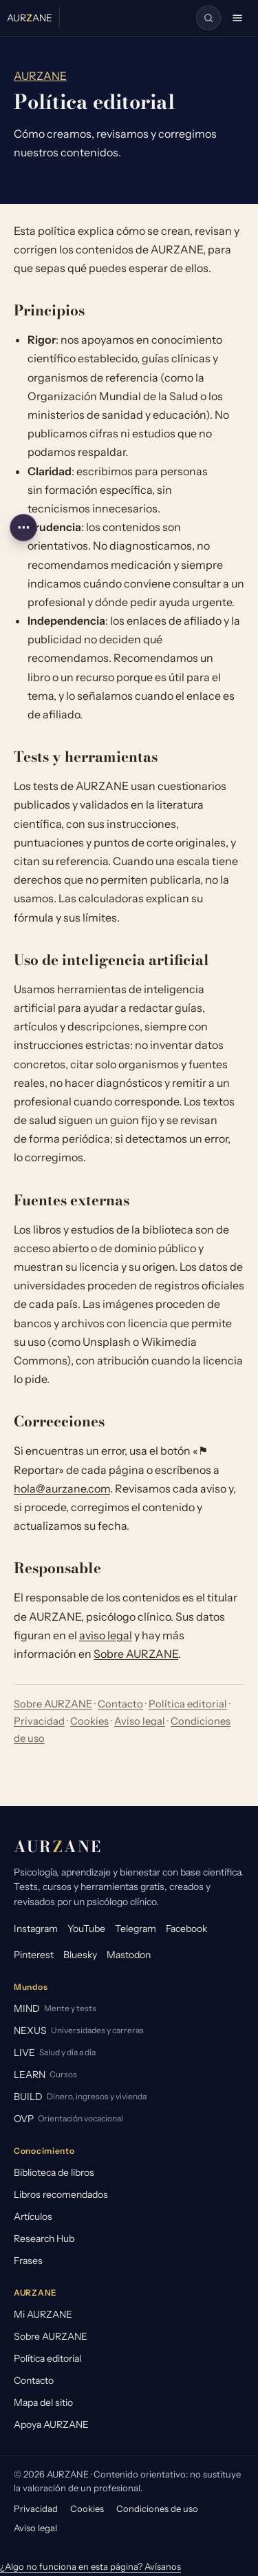 AURZANE
AURZANE
Política editorial
Cómo creamos, revisamos y corregimos
nuestros contenidos.
Esta política explica cómo se crean, revisan y
corrigen los contenidos de AURZANE, para
que sepas qué puedes esperar de ellos.
Principios
• Rigor: nos apoyamos en conocimiento
científico establecido, guías clínicas y
organismos de referencia (como la
Organización Mundial de la Salud o los
ministerios de sanidad y educación). No
publicamos cifras ni estudios que no
podamos respaldar.
• Claridad: escribimos para personas
sin formación específica, sin
tecnicismos innecesarios.
rudencia: los contenidos son
orientativos. No diagnosticamos, no
recomendamos medicación y siempre
indicamos cuándo conviene consultar a un
profesional y dónde pedir ayuda urgente.
• Independencia: los enlaces de afiliado y la
publicidad no deciden qué
recomendamos. Recomendamos un
libro o un recurso porque es útil para el
tema, y lo señalamos cuando el enlace es
de afiliado.
Tests y herramientas
Los tests de AURZANE usan cuestionarios
publicados y validados en la literatura
científica, con sus instrucciones,
puntuaciones y puntos de corte originales, y
citan su referencia. Cuando una escala tiene
derechos que no permiten publicarla, no la
usamos. Las calculadoras explican su
fórmula y sus límites.
Uso de inteligencia artificial
Usamos herramientas de inteligencia
artificial para ayudar a redactar guías,
artículos y descripciones, siempre con
instrucciones estrictas: no inventar datos
concretos, citar solo organismos y fuentes
reales, no hacer diagnósticos y remitir a un
profesional cuando corresponde. Los textos
de salud siguen un guion fijo y se revisan
de forma periódica; si detectamos un error,
lo corregimos.
Fuentes externas
Los libros y estudios de la biblioteca son de
acceso abierto o de dominio público y
muestran su licencia y su origen. Los datos de
universidades proceden de registros oficiales
de cada país. Las imágenes proceden de
bancos y archivos con licencia que permite
su uso (como Unsplash o Wikimedia
Commons), con atribución cuando la licencia
lo pide.
Correcciones
Si encuentras un error, usa el botón «⚑
Reportar» de cada página o escríbenos a
hola@aurzane.com. Revisamos cada aviso y,
si procede, corregimos el contenido y
actualizamos su fecha.
Responsable
El responsable de los contenidos es el titular
de AURZANE, psicólogo clínico. Sus datos
figuran en el aviso legal y hay más
información en Sobre AURZANE.
Sobre AURZANE · Contacto · Política editorial ·
Privacidad · Cookies · Aviso legal · Condiciones
de uso
AURZANE
Psicología, aprendizaje y bienestar con base científica.
Tests, cursos y herramientas gratis, creados y
revisados por un psicólogo clínico.
Instagram YouTube Telegram Facebook
Pinterest Bluesky Mastodon
Mundos
MIND Mente y tests
NEXUS Universidades y carreras
LIVE Salud y día a día
LEARN Cursos
BUILD Dinero, ingresos y vivienda
OVP Orientación vocacional
Conocimiento
Biblioteca de libros
Libros recomendados
Artículos
Research Hub
Frases
AURZANE
Mi AURZANE
Sobre AURZANE
Política editorial
Contacto
Mapa del sitio
Apoya AURZANE
© 2026 AURZANE · Contenido orientativo: no sustituye
la valoración de un profesional.
Privacidad Cookies Condiciones de uso
Aviso legal
¿Algo no funciona en esta página? Avísanos